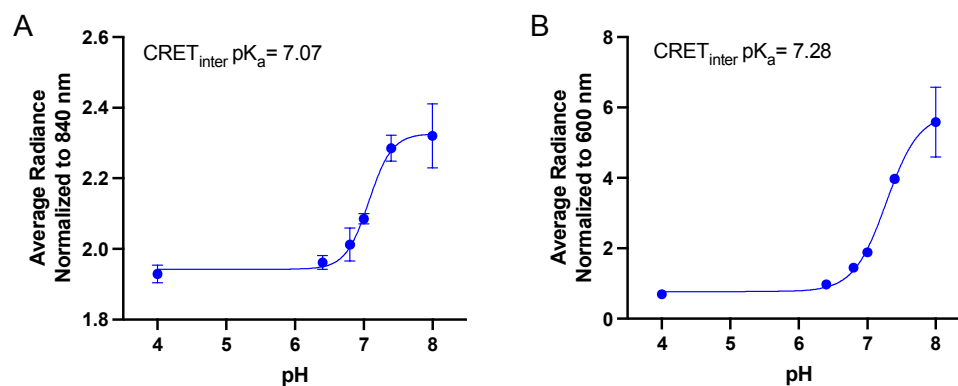 A
CRETinter pKa= 7.07
Average Radiance
Normalized to 840 nm
2.6
2.4
2.2
2.0
1.8
4 5 6 7 8
pH
B
CRETinter pKa= 7.28
Average Radiance
Normalized to 600 nm
8
6
4
2
0
4 5 6 7 8
pH